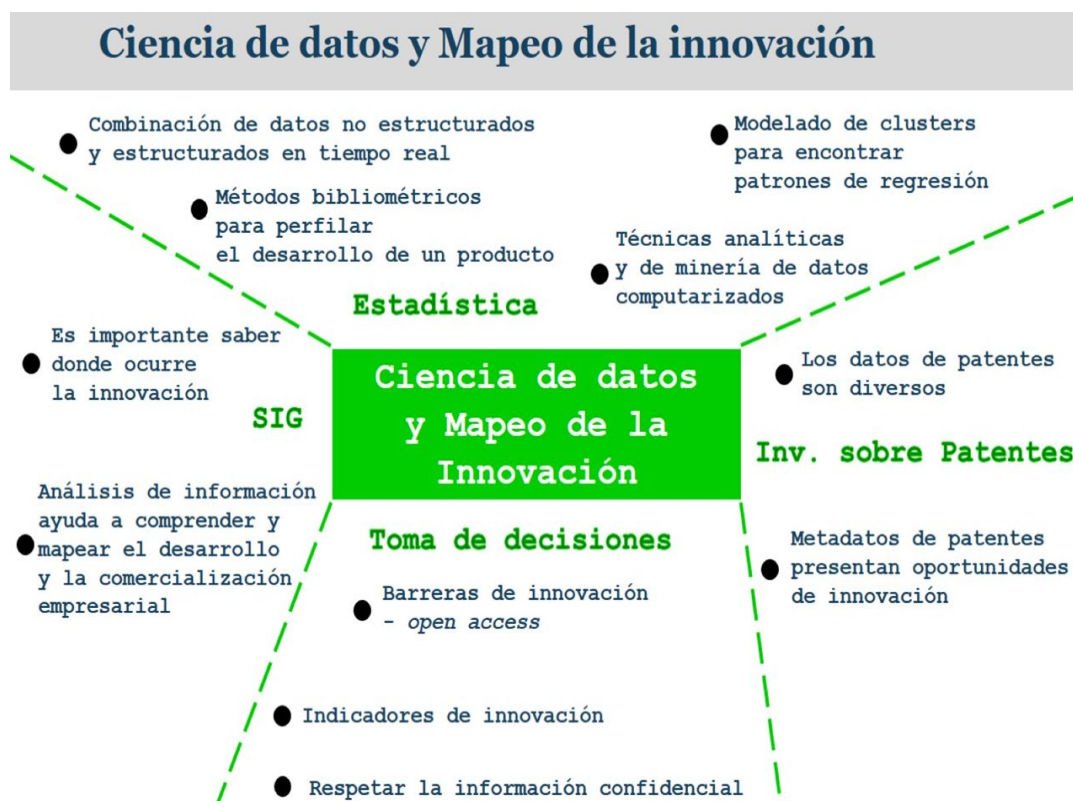 Ciencia de datos y Mapeo de la innovación
Combinación de datos no estructurados
y estructurados en tiempo real
Métodos bibliométricos
para perfilar
el desarrollo de un producto
Modelado de clusters
para encontrar
patrones de regresión
Técnicas analíticas
y de minería de datos
computarizados
Estadística
Es importante saber
donde ocurre
la innovación
SIG
Análisis de información
ayuda a comprender y
mapear el desarrollo
y la comercialización
empresarial
Ciencia de datos
y Mapeo de la
Innovación
Los datos de patentes
son diversos
Inv. sobre Patentes
Metadatos de patentes
presentan oportunidades
de innovación
Toma de decisiones
Barreras de innovación
- open access
Indicadores de innovación
Respetar la información confidencial